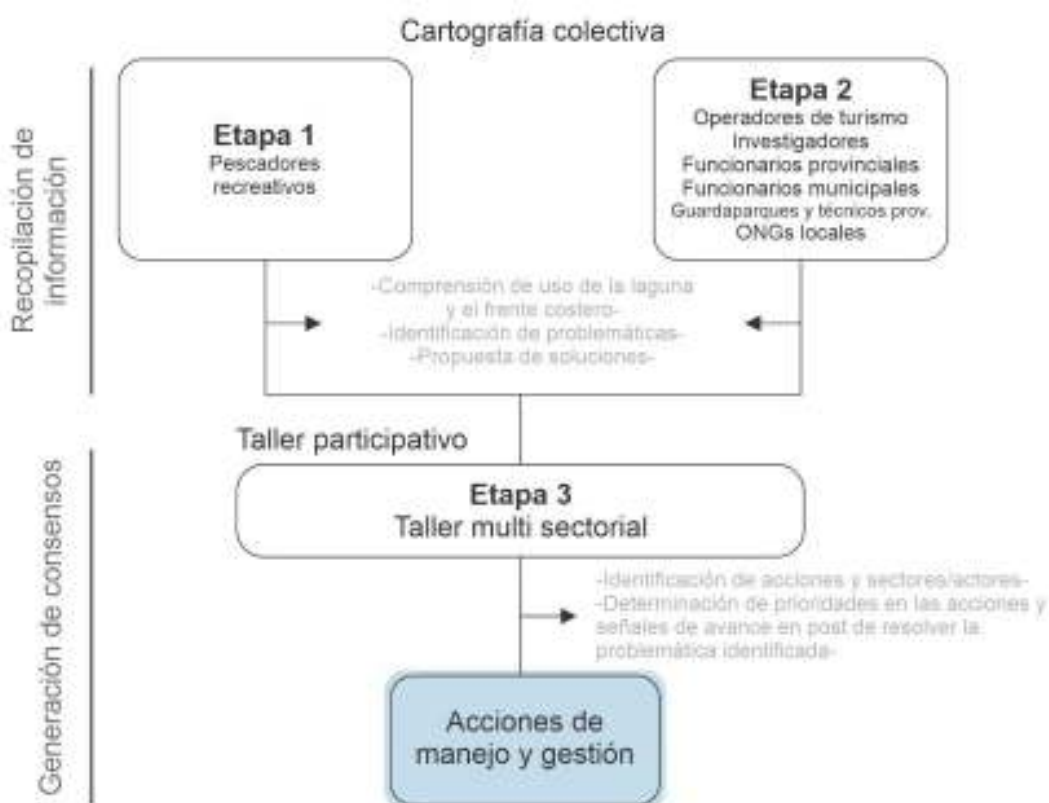 Cartografía colectiva
Recopilación de
información
Etapa 1
Pescadores
recreativos
Etapa 2
Operadores de turismo
Investigadores
Funcionarios provinciales
Funcionarios municipales
Guardaparques y técnicos prov.
ONGs locales
-Comprensión de uso de la laguna
y el frente costero-
-Identificación de problemáticas-
-Propuesta de soluciones-
Generación de consensos
Taller participativo
Etapa 3
Taller multi sectorial
-Identificación de acciones y sectores/actores-
-Determinación de prioridades en las acciones y
señales de avance en post de resolver la
problemática identificada-
Acciones de
manejo y gestión